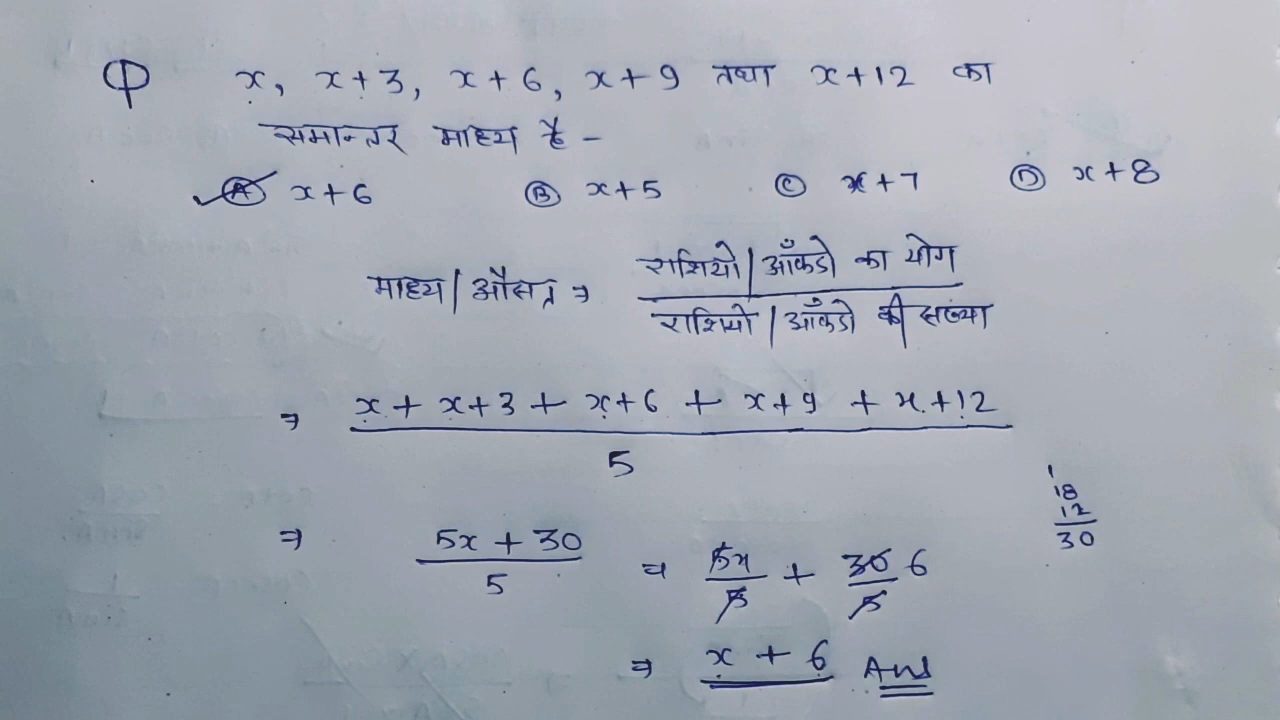 Q x, x+3, x+6, x+9 तथा x+12 का
समान्तर माध्य है -
(A) x+6 (B) x+5 (C) x+7 (D) x+8
माध्य/औसत ⇒ राशियो/आँकडो का योग
राशियो/आँकडो की संख्या
⇒ x + x+3 + x+6 + x+9 + x+12
5
18
12
30
⇒ 5x + 30
5
⇒ 5x + 30 6
5 5
⇒ x + 6 Ans